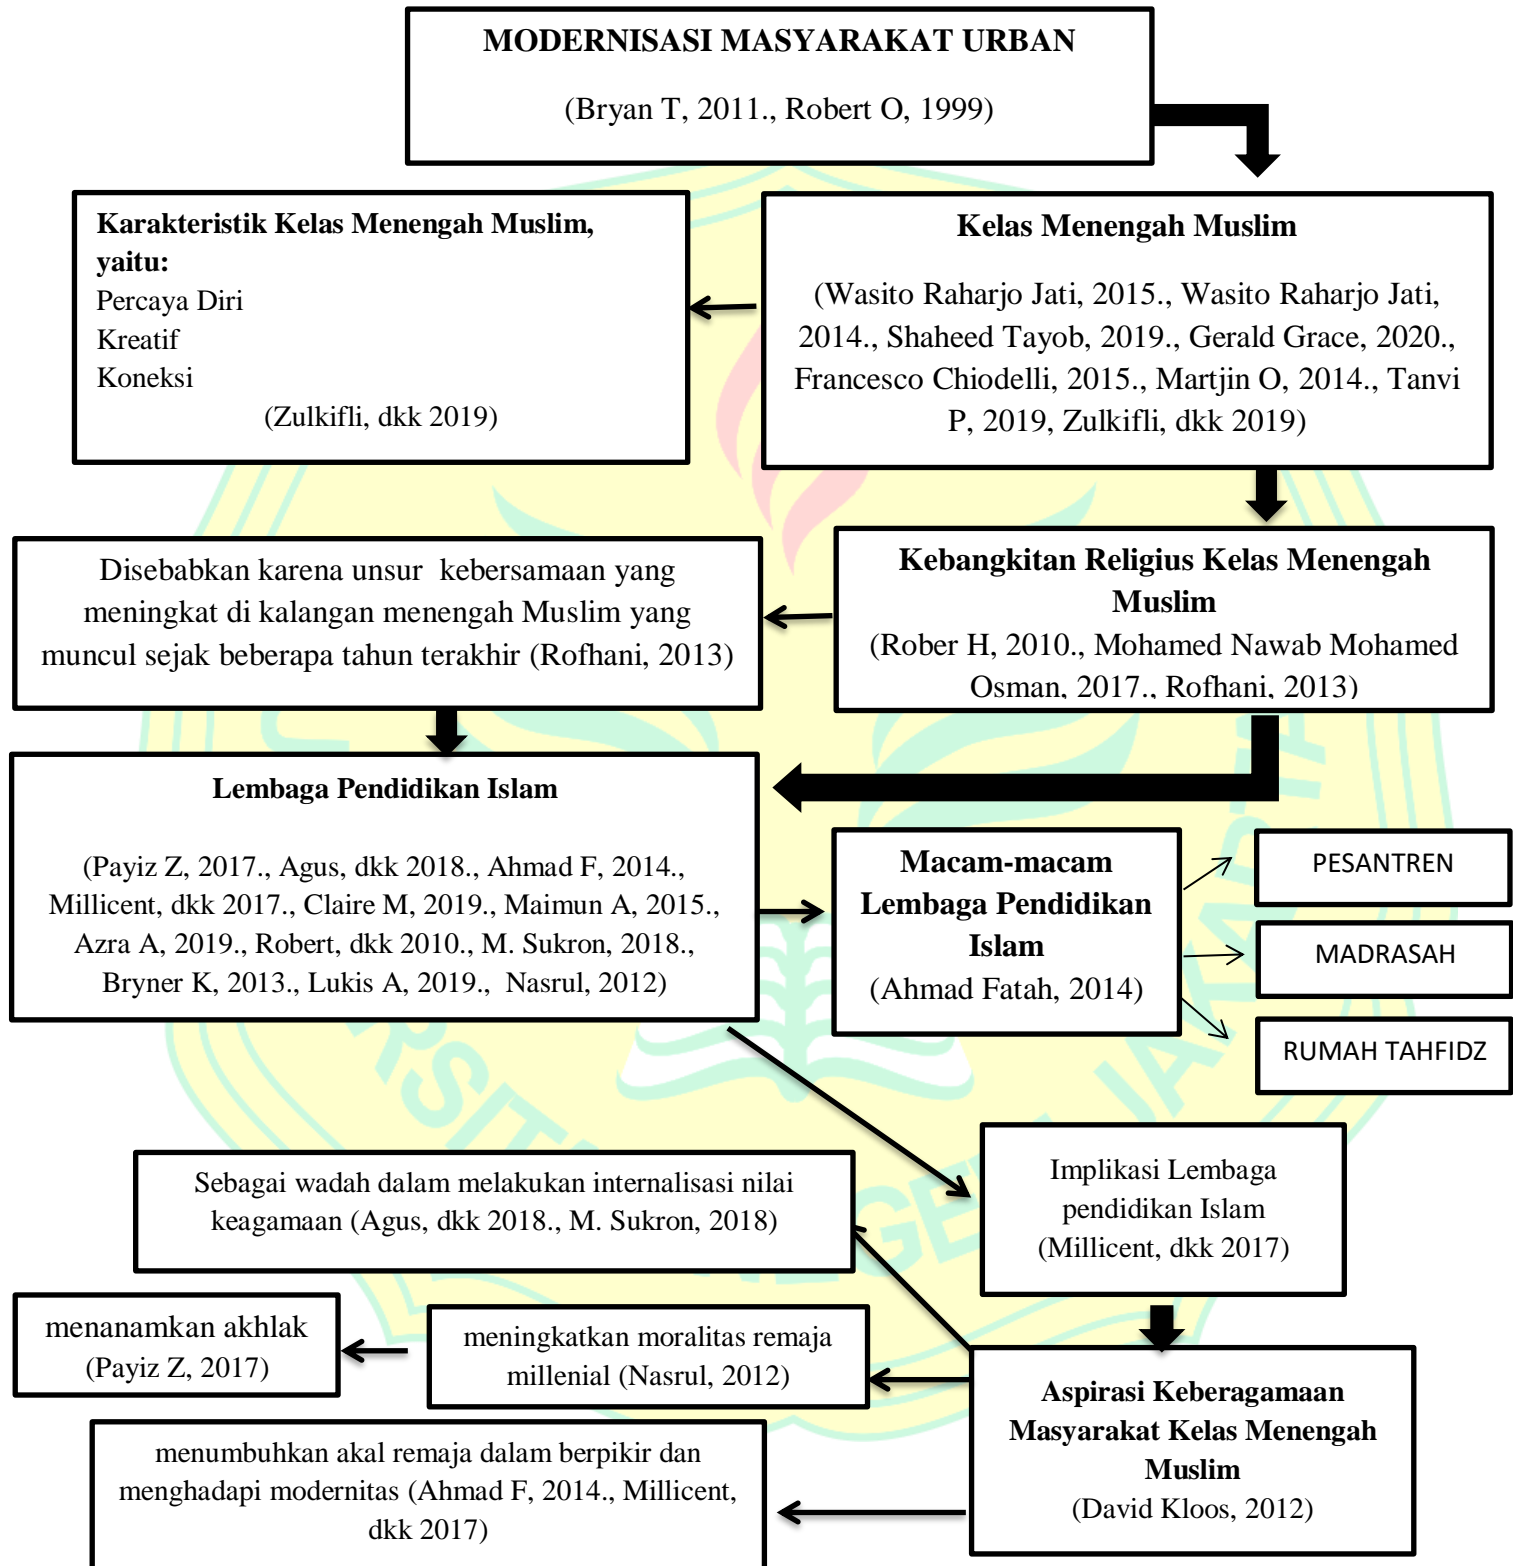 MODERNISASI MASYARAKAT URBAN
(Bryan T, 2011., Robert O, 1999)
Karakteristik Kelas Menengah Muslim,
yaitu:
Percaya Diri
Kreatif
Koneksi
(Zulkifli, dkk 2019)
Kelas Menengah Muslim
(Wasito Raharjo Jati, 2015., Wasito Raharjo Jati,
2014., Shaheed Tayob, 2019., Gerald Grace, 2020.,
Francesco Chiodelli, 2015., Martjin O, 2014., Tanvi
P, 2019, Zulkifli, dkk 2019)
Disebabkan karena unsur kebersamaan yang
meningkat di kalangan menengah Muslim yang
muncul sejak beberapa tahun terakhir (Rofhani, 2013)
Kebangkitan Religius Kelas Menengah
Muslim
(Rober H, 2010., Mohamed Nawab Mohamed
Osman, 2017., Rofhani, 2013)
Lembaga Pendidikan Islam
(Payiz Z, 2017., Agus, dkk 2018., Ahmad F, 2014.,
Millicent, dkk 2017., Claire M, 2019., Maimun A, 2015.,
Azra A, 2019., Robert, dkk 2010., M. Sukron, 2018.,
Bryner K, 2013., Lukis A, 2019., Nasrul, 2012)
Macam-macam
Lembaga Pendidikan
Islam
(Ahmad Fatah, 2014)
PESANTREN
MADRASAH
RUMAH TAHFIDZ
Sebagai wadah dalam melakukan internalisasi nilai
keagamaan (Agus, dkk 2018., M. Sukron, 2018)
Implikasi Lembaga
pendidikan Islam
(Millicent, dkk 2017)
menanamkan akhlak
(Payiz Z, 2017)
meningkatkan moralitas remaja
millenial (Nasrul, 2012)
Aspirasi Keberagamaan
Masyarakat Kelas Menengah
Muslim
(David Kloos, 2012)
menumbuhkan akal remaja dalam berpikir dan
menghadapi modernitas (Ahmad F, 2014., Millicent,
dkk 2017)